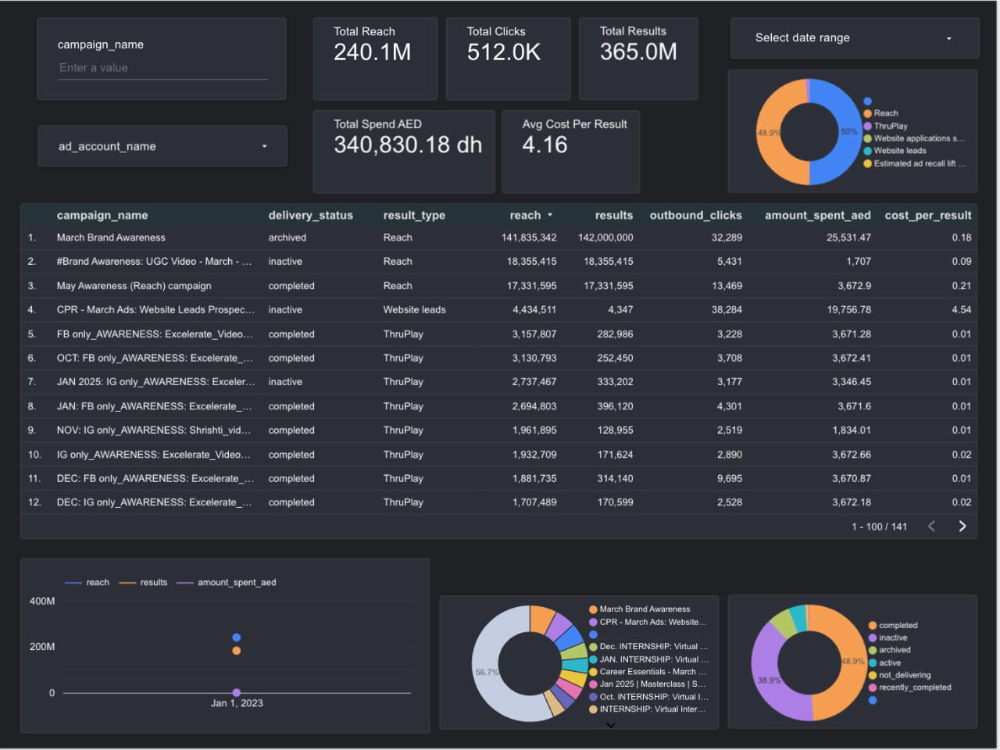 campaign_name
Enter a value
Total Reach
240.1M
Total Clicks
512.0K
Total Results
365.0M
Select date range
ad_account_name
Total Spend AED
340,830.18 dh
Avg Cost Per Result
4.16
48.9%
50%
Reach
ThruPlay
Website applications s...
Website leads
Estimated ad recall lift ...
campaign_name delivery_status result_type reach results outbound_clicks amount_spent_aed cost_per_result
1. March Brand Awareness archived Reach 141,835,342 142,000,000 32,289 25,531.47 0.18
2. #Brand Awareness: UGC Video - March - ... inactive Reach 18,355,415 18,355,415 5,431 1,707 0.09
3. May Awareness (Reach) campaign completed Reach 17,331,595 17,331,595 13,469 3,672.9 0.21
4. CPR - March Ads: Website Leads Prospec... inactive Website leads 4,434,511 4,347 38,284 19,756.78 4.54
5. FB only_AWARENESS: Excelerate_Video... completed ThruPlay 3,157,807 282,986 3,228 3,671.28 0.01
6. OCT: FB only_AWARENESS: Excelerate_... completed ThruPlay 3,130,793 252,450 3,708 3,672.41 0.01
7. JAN 2025: IG only_AWARENESS: Exceler... inactive ThruPlay 2,737,467 333,202 3,177 3,346.45 0.01
8. JAN: FB only_AWARENESS: Excelerate_... completed ThruPlay 2,694,803 396,120 4,301 3,671.6 0.01
9. NOV: IG only_AWARENESS: Shrishti_vid... completed ThruPlay 1,961,895 128,955 2,519 1,834.01 0.01
10. IG only_AWARENESS: Excelerate_Video... completed ThruPlay 1,932,709 171,624 2,890 3,672.66 0.02
11. DEC: FB only_AWARENESS: Excelerate_... completed ThruPlay 1,881,735 314,140 9,695 3,670.87 0.01
12. DEC: IG only_AWARENESS: Excelerate_... completed ThruPlay 1,707,489 170,599 2,528 3,672.18 0.02
1 - 100 / 141
reach results amount_spent_aed
400M
200M
0
Jan 1, 2023
56.7%
March Brand Awareness
CPR - March Ads: Website...
Dec. INTERNSHIP: Virtual ...
JAN. INTERNSHIP: Virtual ...
Career Essentials - March ...
Jan 2025 | Masterclass | S...
Oct. INTERNSHIP: Virtual I...
INTERNSHIP: Virtual Inter...
48.9%
38.9%
completed
inactive
archived
active
not_delivering
recently_completed